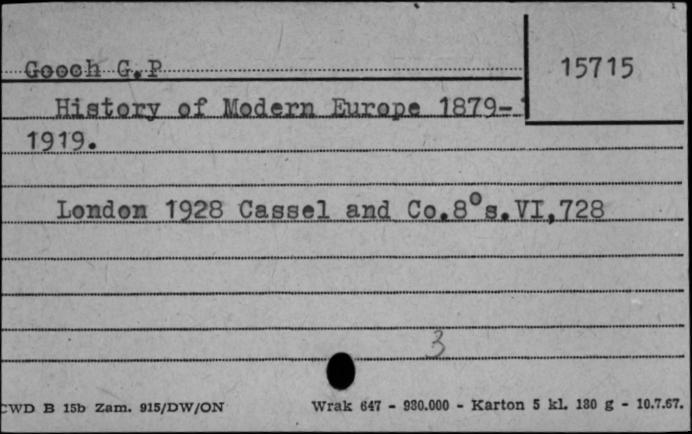 Gooch G.P
15715
History of Modern Europe 1879-
1919.
London 1928 Cassel and Co.8°s.VI,728
3
CWD B 15b Zam. 915/DW/ON Wrak 647 - 930.000 - Karton 5 kl. 180 g - 10.7.67.